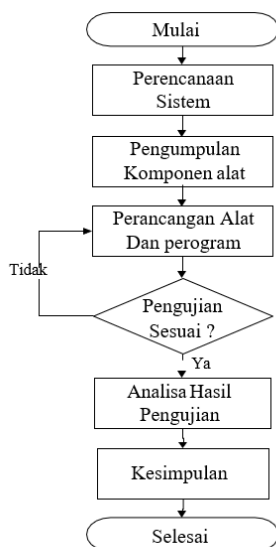 Mulai
Perencanaan
Sistem
Pengumpulan
Komponen alat
Perancangan Alat
Dan perogram
Tidak
Pengujian
Sesuai ?
Ya
Analisa Hasil
Pengujian
Kesimpulan
Selesai